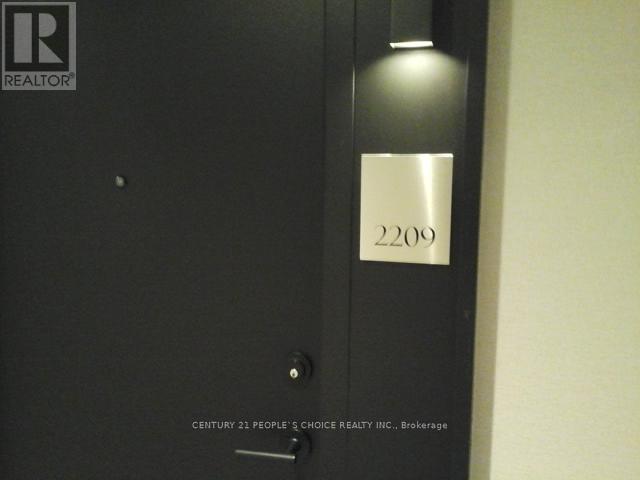 R
REALTOR®
2209
CENTURY 21 PEOPLE`S CHOICE REALTY INC., Brokerage